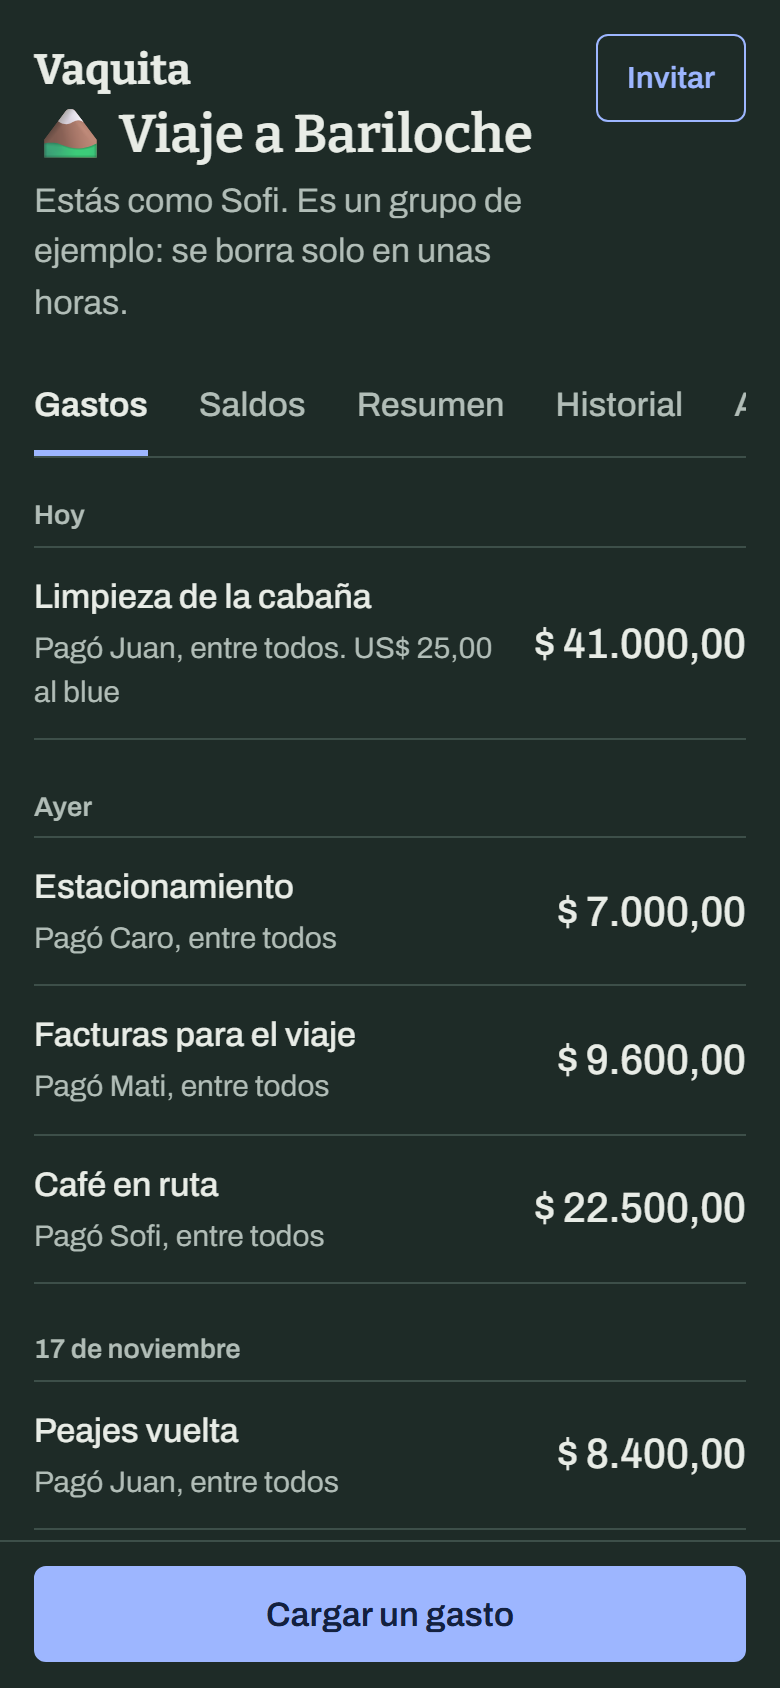 Vaquita
Invitar
Viaje a Bariloche
Estás como Sofi. Es un grupo de
ejemplo: se borra solo en unas
horas.
Gastos Saldos Resumen Historial
Hoy
Limpieza de la cabaña
Pagó Juan, entre todos. US$ 25,00
al blue
$ 41.000,00
Ayer
Estacionamiento
Pagó Caro, entre todos
$ 7.000,00
Facturas para el viaje
Pagó Mati, entre todos
$ 9.600,00
Café en ruta
Pagó Sofi, entre todos
$ 22.500,00
17 de noviembre
Peajes vuelta
Pagó Juan, entre todos
$ 8.400,00
Cargar un gasto